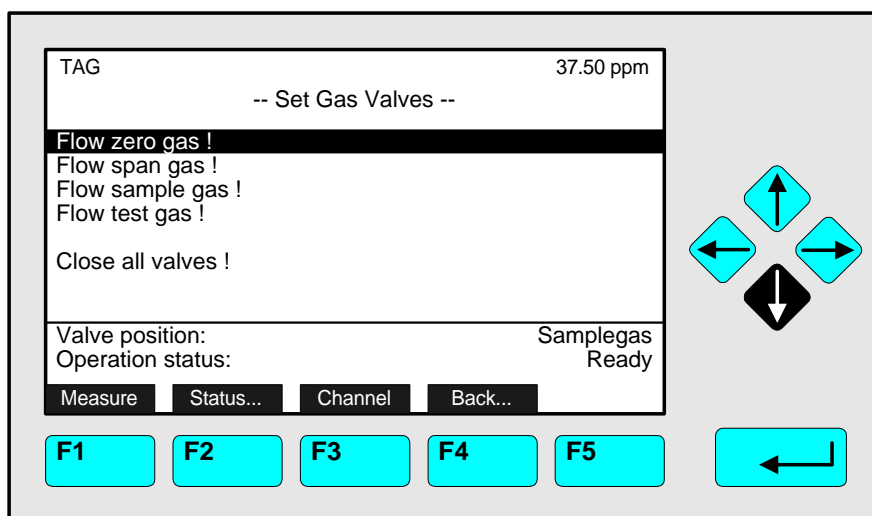 TAG 37.50 ppm
-- Set Gas Valves --
Flow zero gas !
Flow span gas !
Flow sample gas !
Flow test gas !
Close all valves !
Valve position: Samplegas
Operation status: Ready
Measure Status... Channel Back...
F1 F2 F3 F4 F5